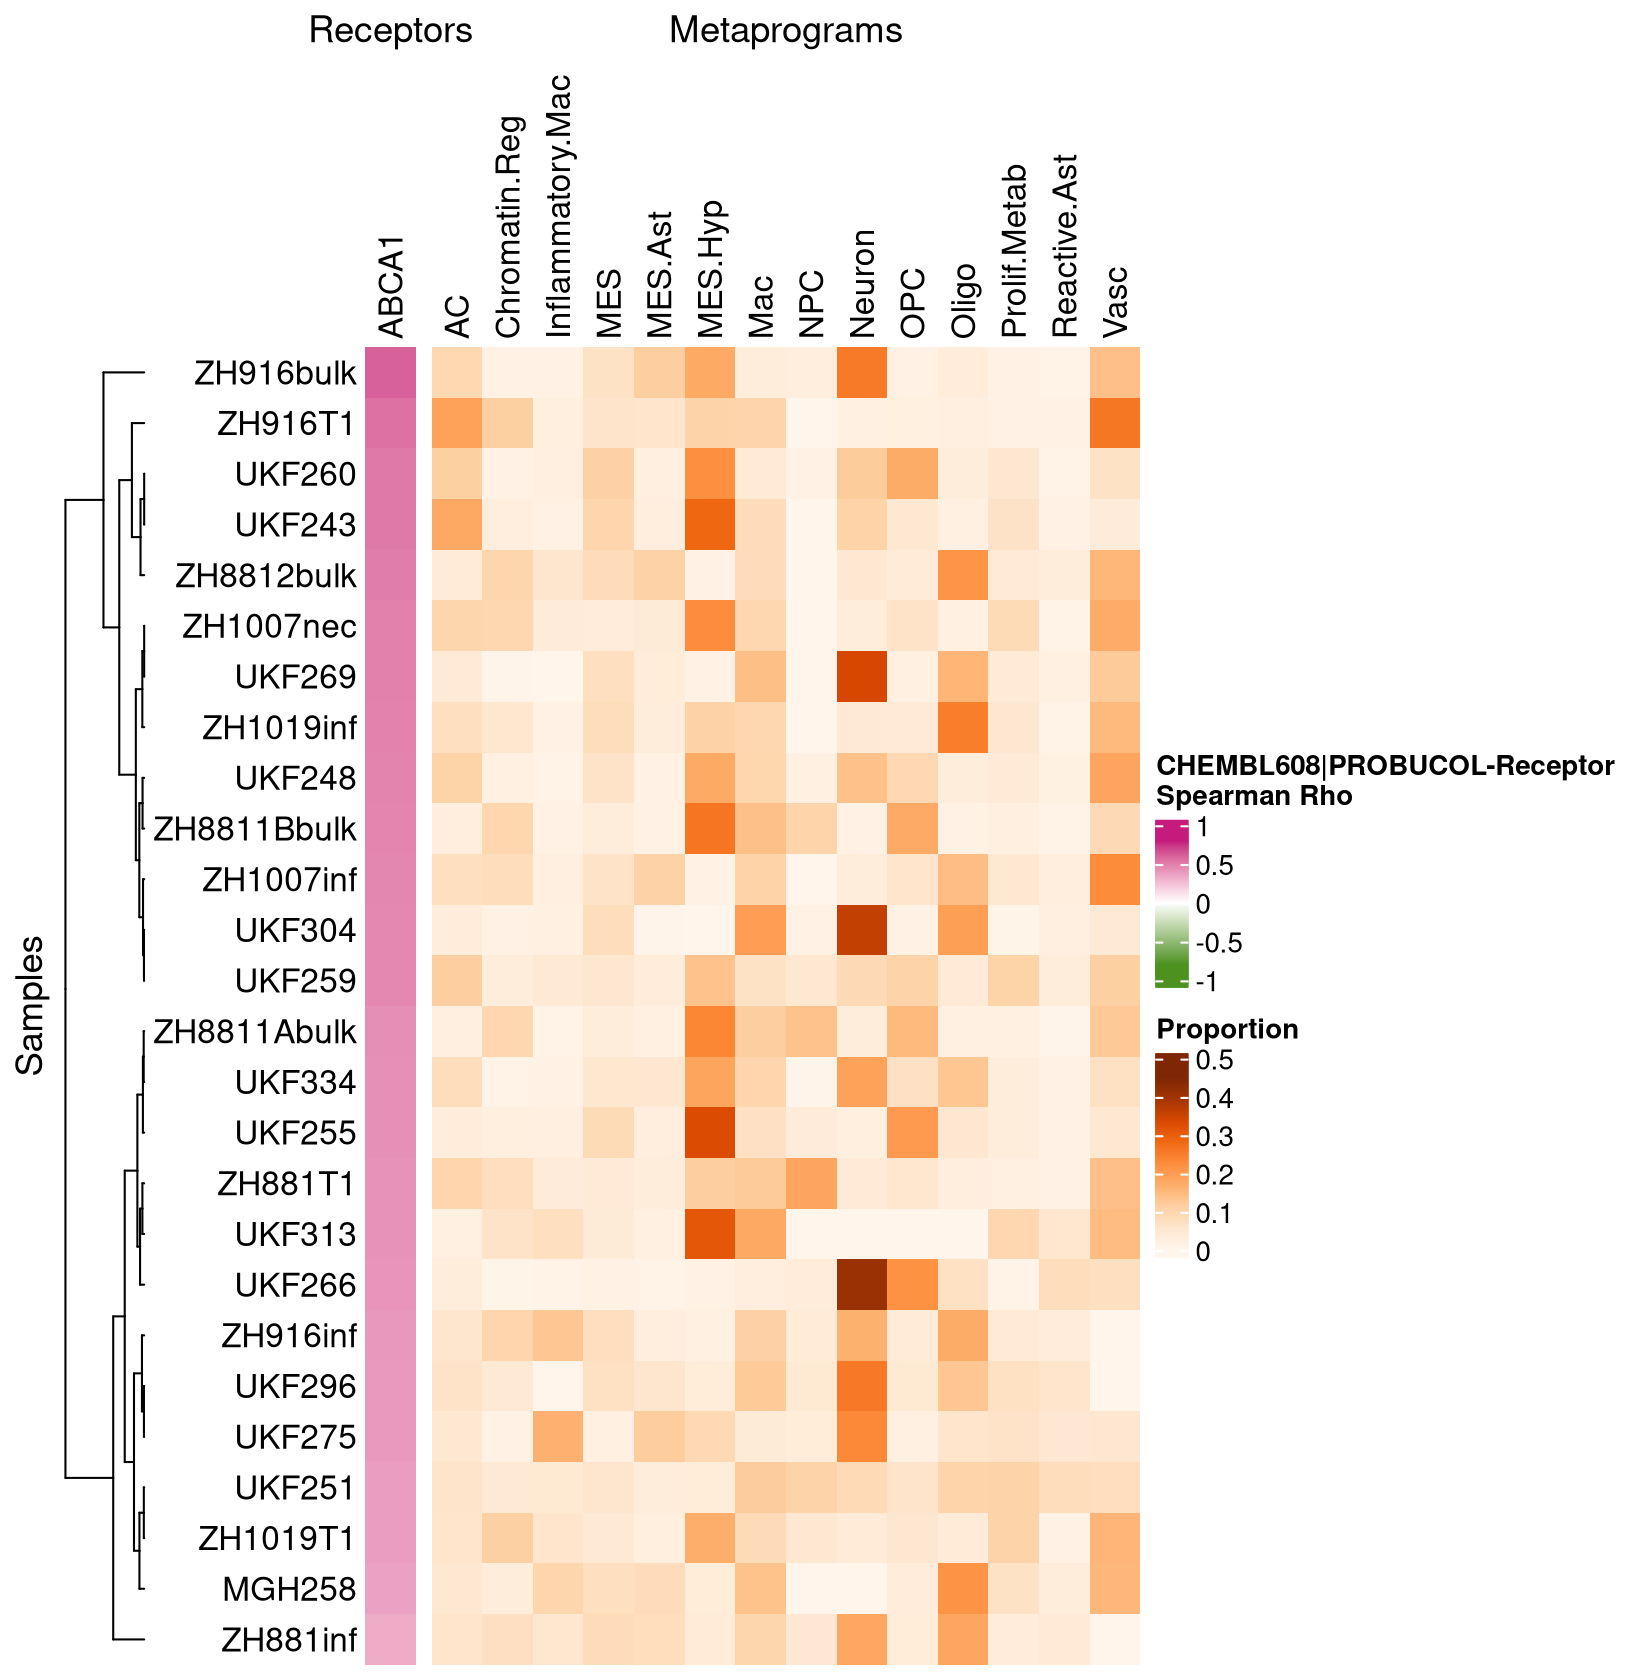 Receptors
Metaprograms
ABCA1
AC
Chromatin.Reg
Inflammatory.Mac
MES
MES.Ast
MES.Hyp
Mac
NPC
Neuron
OPC
Oligo
Prolif.Metab
Reactive.Ast
Vasc
Samples
ZH916bulk
ZH916T1
UKF260
UKF243
ZH8812bulk
ZH1007nec
UKF269
ZH1019inf
UKF248
ZH8811Bbulk
ZH1007inf
UKF304
UKF259
ZH8811Abulk
UKF334
UKF255
ZH881T1
UKF313
UKF266
ZH916inf
UKF296
UKF275
UKF251
ZH1019T1
MGH258
ZH881inf
CHEMBL608|PROBUCOL-Receptor
Spearman Rho
1
0.5
0
-0.5
-1
Proportion
0.5
0.4
0.3
0.2
0.1
0